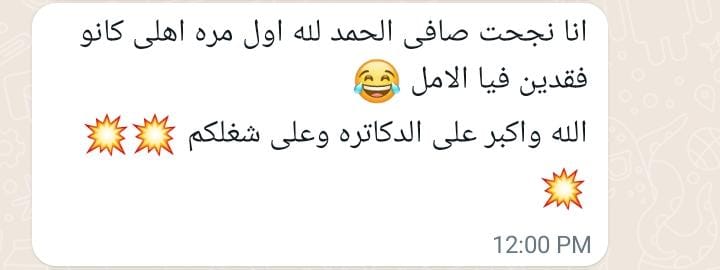 انا نجحت صافى الحمد لله اول مره اهلى كانو
فقدين فيا الامل 😂
الله واكبر على الدكاتره وعلى شغلكم 💥💥
💥
12:00 PM